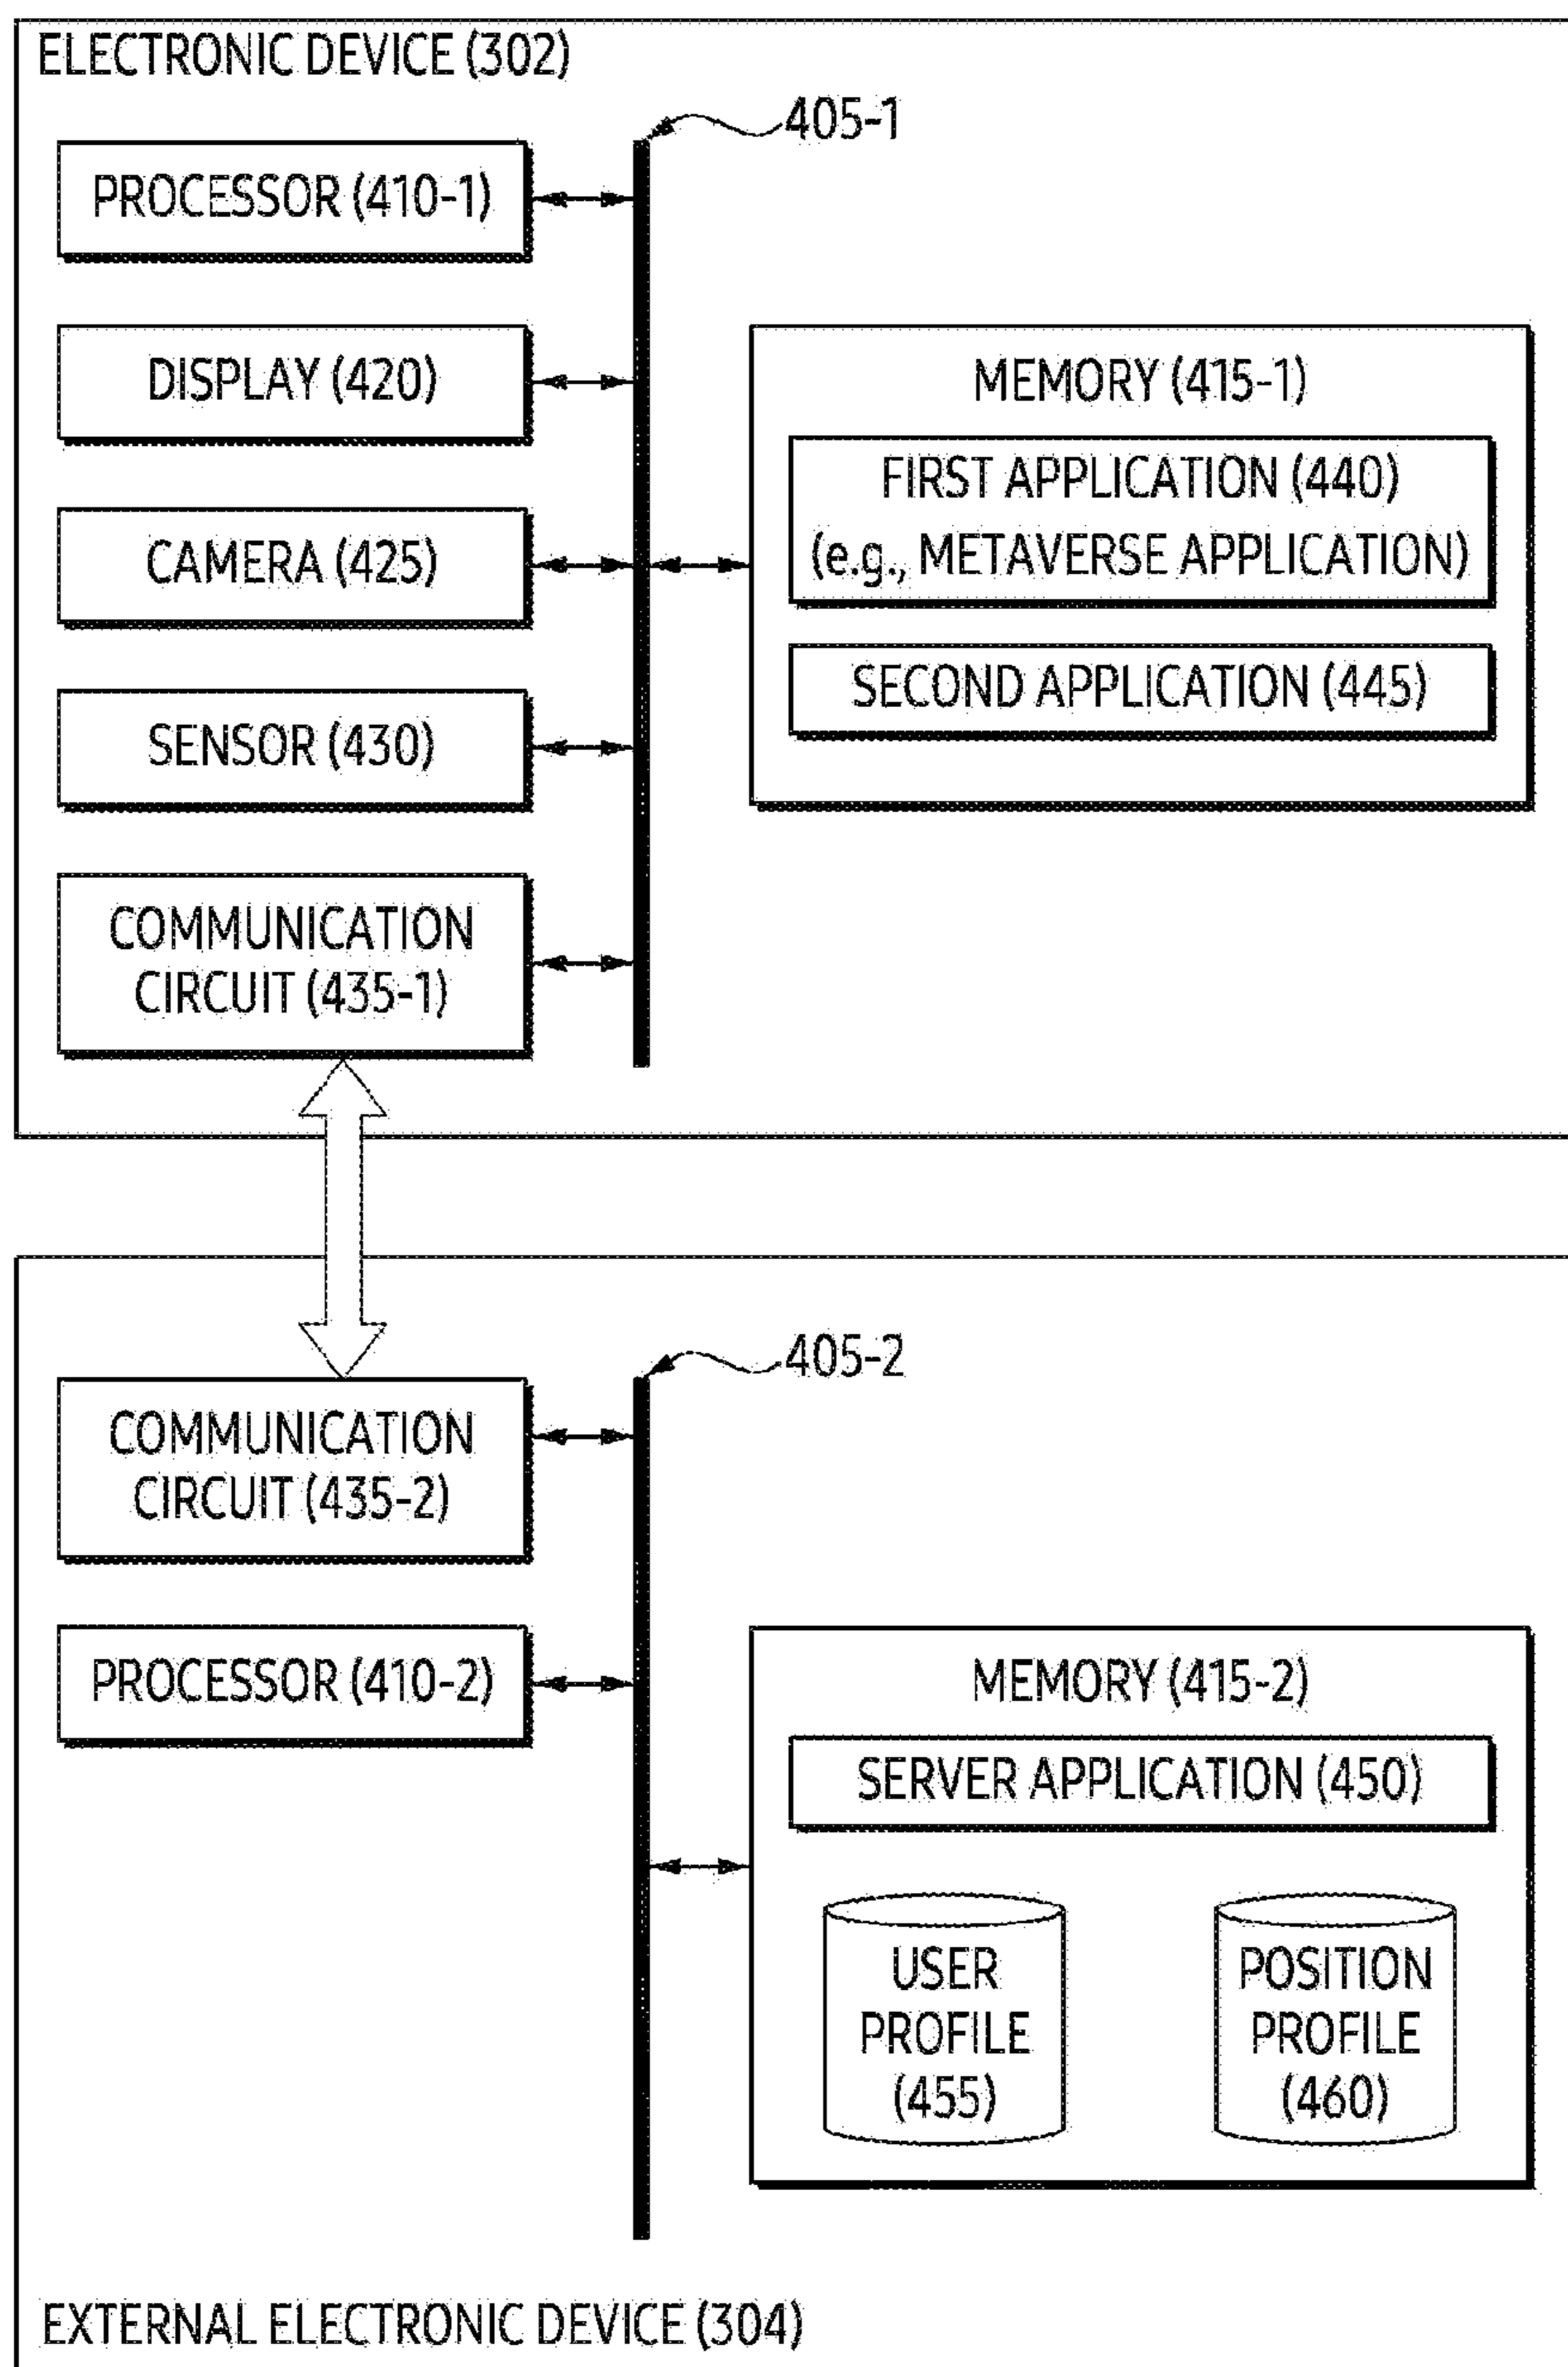 ELECTRONIC DEVICE (302)
405-1
PROCESSOR (410-1)
DISPLAY (420)
CAMERA (425)
SENSOR (430)
COMMUNICATION
CIRCUIT (435-1)
MEMORY (415-1)
FIRST APPLICATION (440)
(e.g., METAVERSE APPLICATION)
SECOND APPLICATION (445)
405-2
COMMUNICATION
CIRCUIT (435-2)
PROCESSOR (410-2)
MEMORY (415-2)
SERVER APPLICATION (450)
USER
PROFILE
(455)
POSITION
PROFILE
(460)
EXTERNAL ELECTRONIC DEVICE (304)